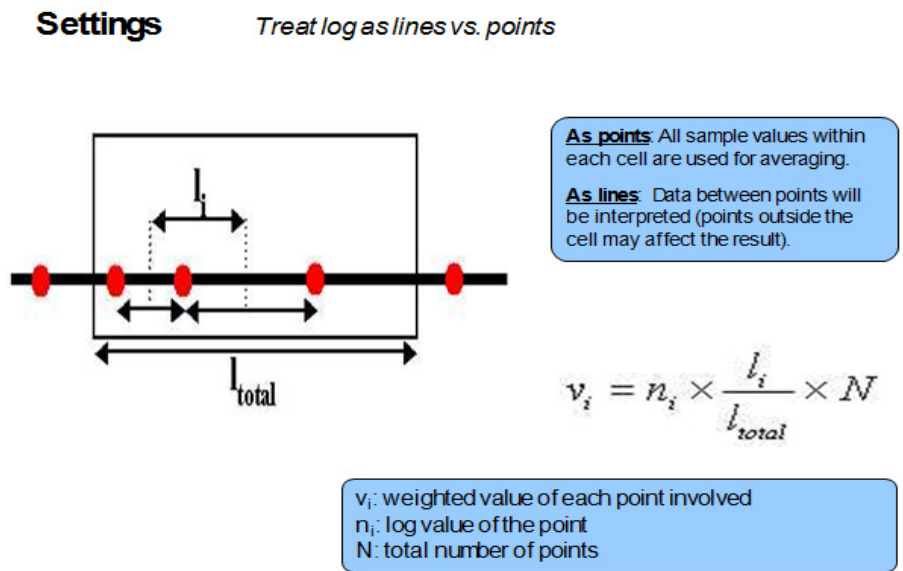 Settings
Treat log as lines vs. points
As points: All sample values within
each cell are used for averaging.
As lines: Data between points will
be interpreted (points outside the
cell may affect the result).
lᵢ
l_total
vᵢ = nᵢ × lᵢ / l_total × N
vᵢ: weighted value of each point involved
nᵢ: log value of the point
N: total number of points